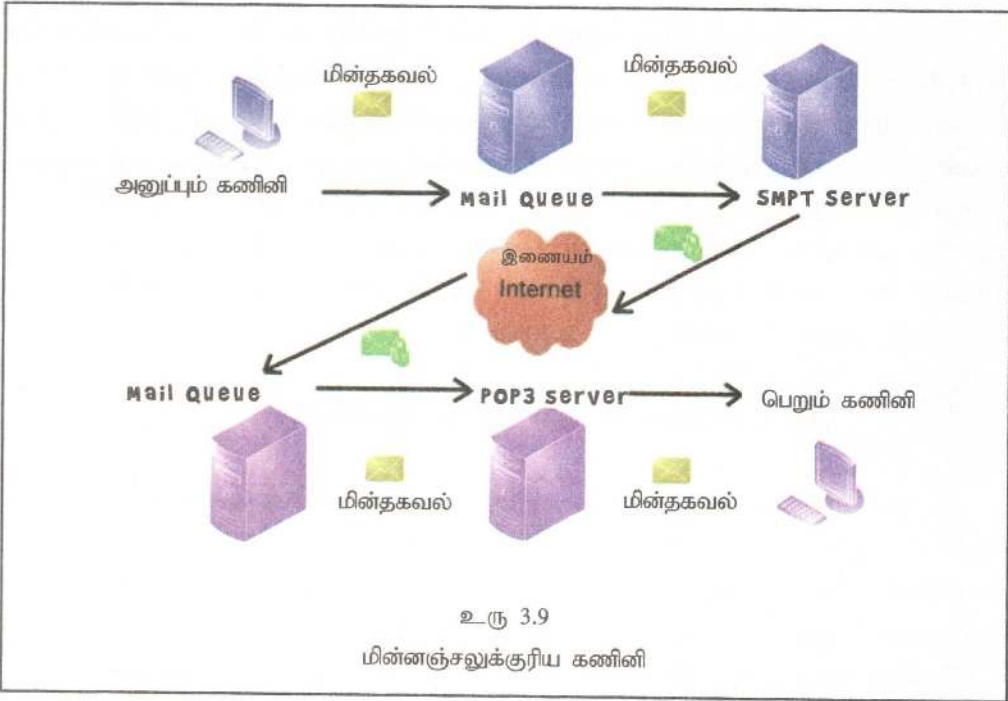 மின்தகவல்
மின்தகவல்
அனுப்பும் கணினி
Mail Queue
SMPT Server
இணையம்
Internet
Mail Queue
POP3 server
பெறும் கணினி
மின்தகவல்
மின்தகவல்
உரு 3.9
மின்னஞ்சலுக்குரிய கணினி